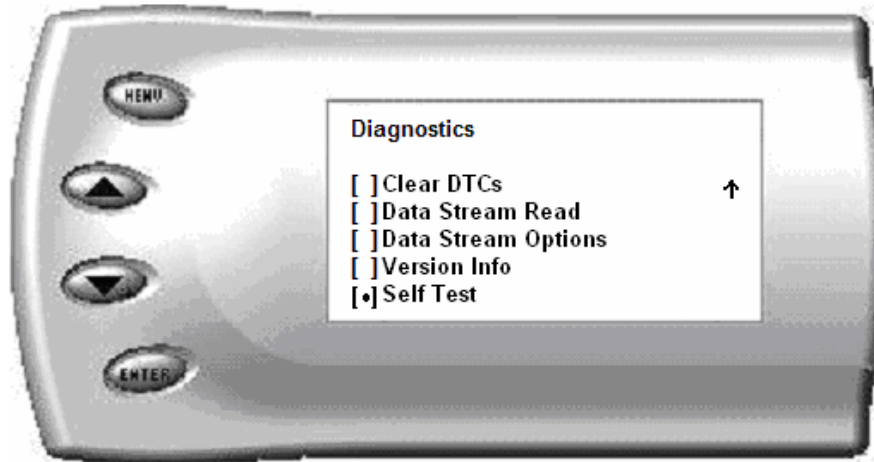 MENU
Diagnostics
[ ] Clear DTCs
[ ] Data Stream Read
[ ] Data Stream Options
[ ] Version Info
[•] Self Test
ENTER